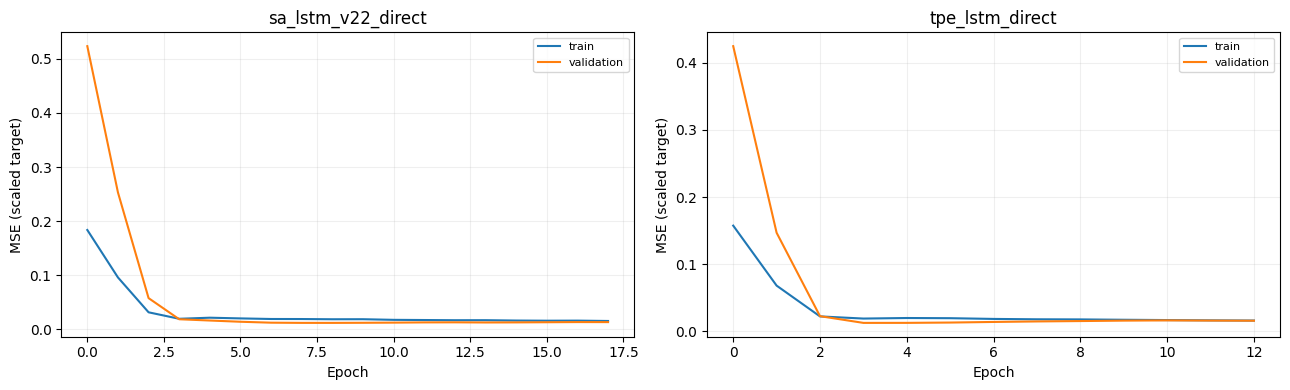 sa_lstm_v22_direct
train
validation
MSE (scaled target)
0.5
0.4
0.3
0.2
0.1
0.0
0.0 2.5 5.0 7.5 10.0 12.5 15.0 17.5
Epoch
tpe_lstm_direct
train
validation
MSE (scaled target)
0.4
0.3
0.2
0.1
0.0
0 2 4 6 8 10 12
Epoch